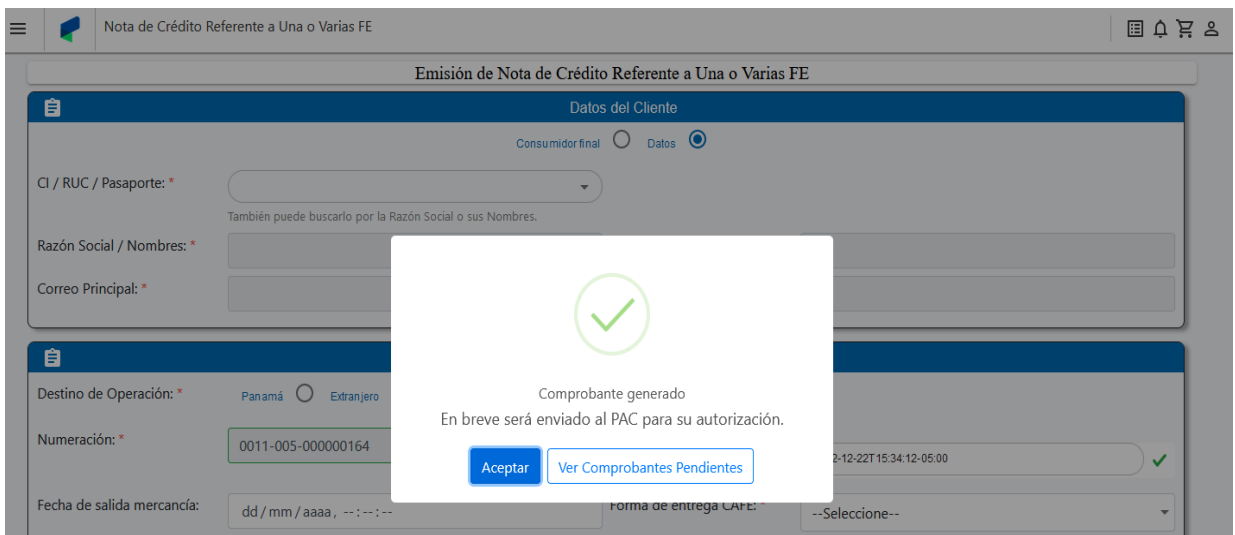 Nota de Crédito Referente a Una o Varias FE
Emisión de Nota de Crédito Referente a Una o Varias FE
Datos del Cliente
Consumidor final Datos
CI / RUC / Pasaporte: *
También puede buscarlo por la Razón Social o sus Nombres.
Razón Social / Nombres: *
Correo Principal: *
Comprobante generado
En breve será enviado al PAC para su autorización.
Aceptar Ver Comprobantes Pendientes
Destino de Operación: * Panamá Extranjero
Numeración: * 0011-005-000000164
2-12-22T15:34:12-05:00
Fecha de salida mercancía: dd / mm / aaaa , -- : -- : -- Forma de entrega CAFE: * --Seleccione--